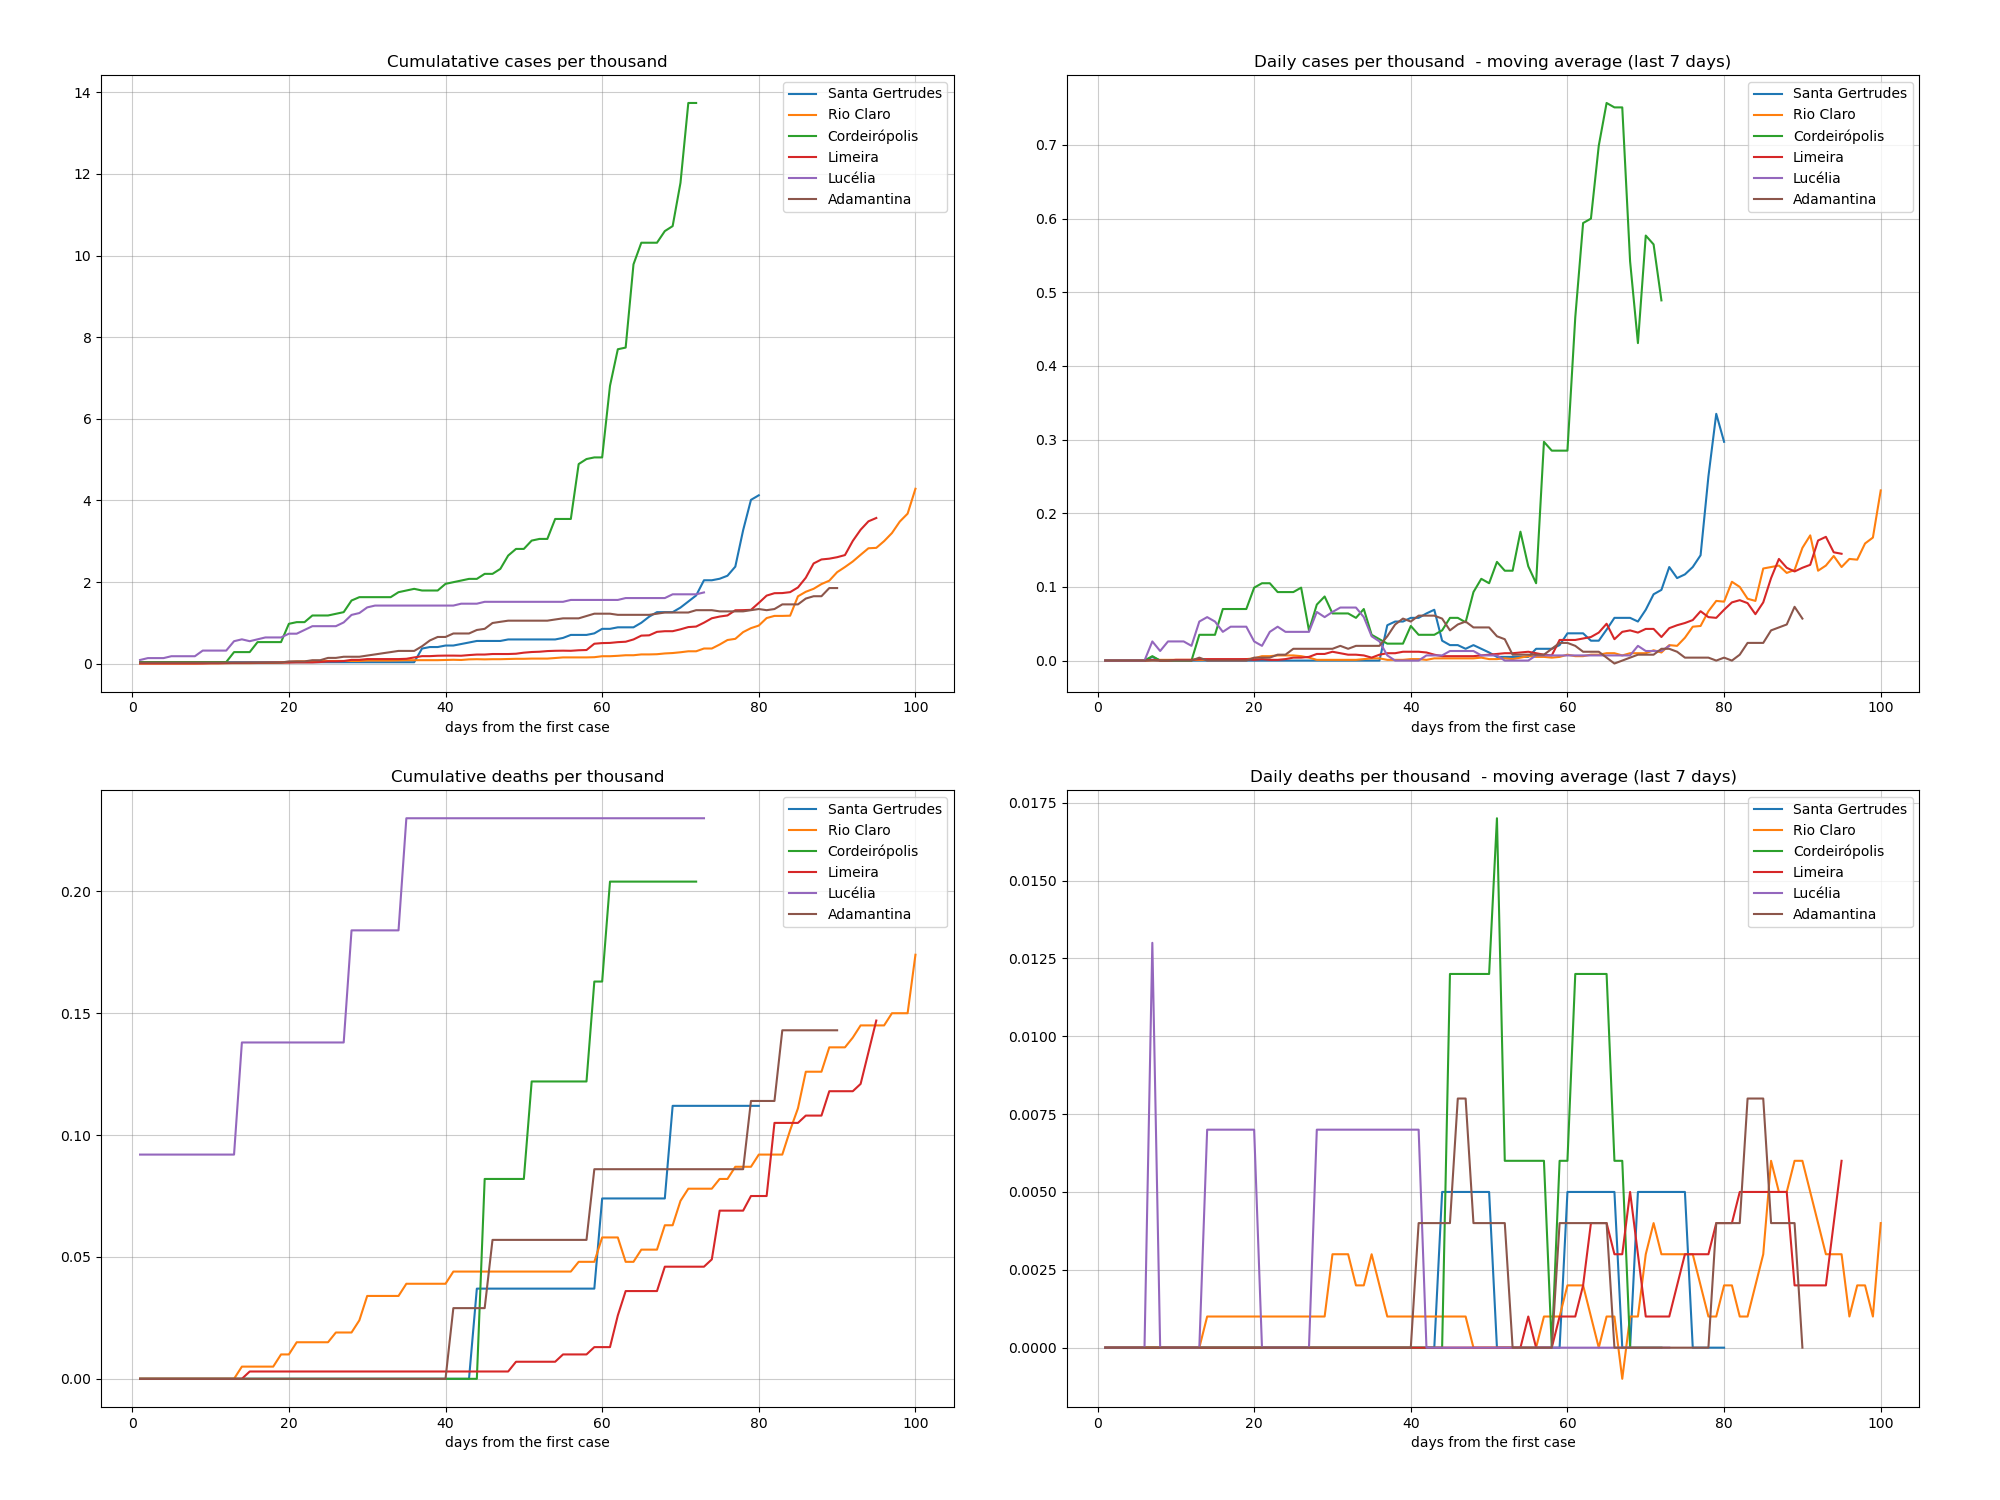 Cumulatative cases per thousand
14
12
10
8
6
4
2
0
0 20 40 60 80 100
days from the first case
Santa Gertrudes
Rio Claro
Cordeirópolis
Limeira
Lucélia
Adamantina
Daily cases per thousand - moving average (last 7 days)
0.7
0.6
0.5
0.4
0.3
0.2
0.1
0.0
0 20 40 60 80 100
days from the first case
Santa Gertrudes
Rio Claro
Cordeirópolis
Limeira
Lucélia
Adamantina
Cumulative deaths per thousand
0.20
0.15
0.10
0.05
0.00
0 20 40 60 80 100
days from the first case
Santa Gertrudes
Rio Claro
Cordeirópolis
Limeira
Lucélia
Adamantina
Daily deaths per thousand - moving average (last 7 days)
0.0175
0.0150
0.0125
0.0100
0.0075
0.0050
0.0025
0.0000
0 20 40 60 80 100
days from the first case
Santa Gertrudes
Rio Claro
Cordeirópolis
Limeira
Lucélia
Adamantina